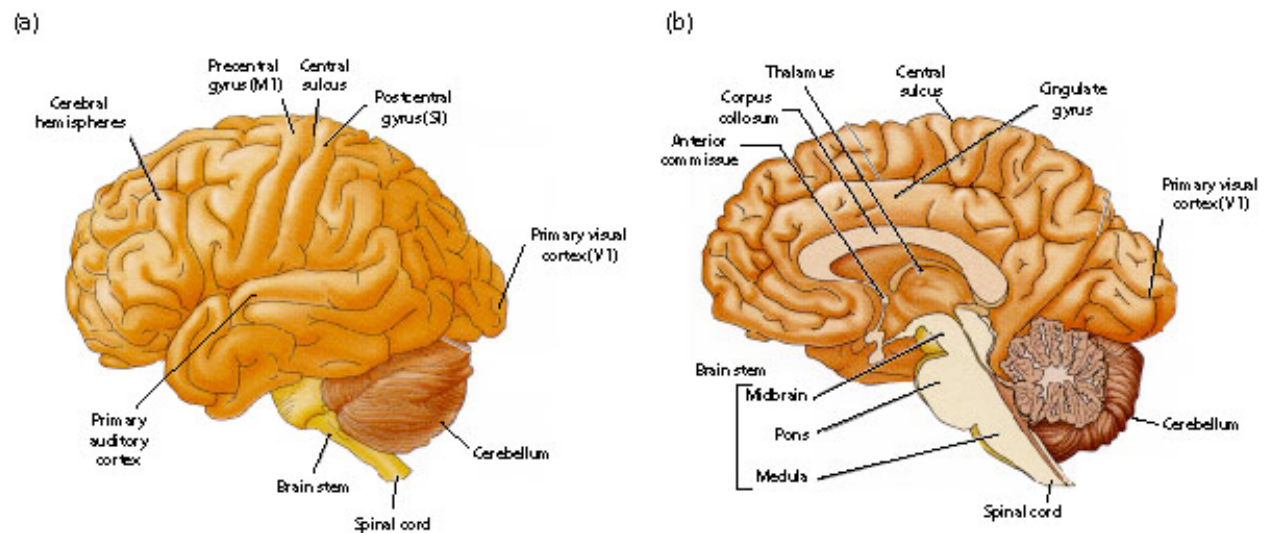 (a)
Precentral
gyrus(M1)
Central
sulcus
Postcentral
gyrus(SI)
Cerebral
hemispheres
Primary visual
cortex(V1)
Primary
auditory
cortex
Cerebellum
Brain stem
Spinal cord
(b)
Thalamus
Central
sulcus
Cingulate
gyrus
Corpus
collosum
Anterior
commissue
Primary visual
cortex(V1)
Brain stem
Midbrain
Pons
Medula
Cerebellum
Spinal cord